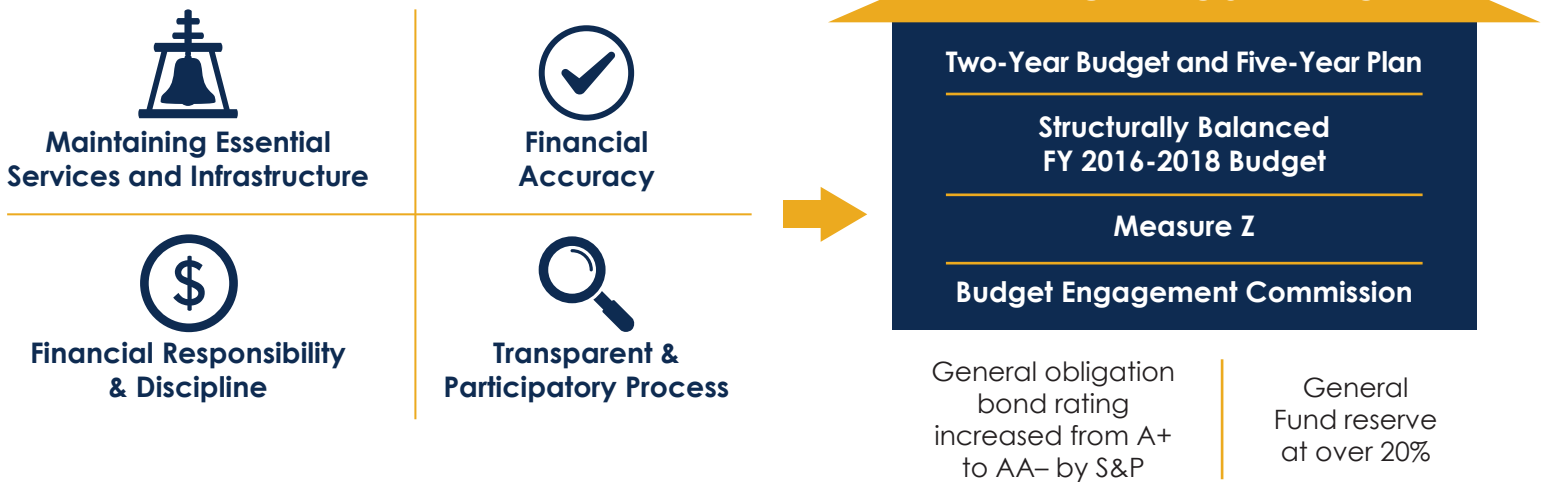 Maintaining Essential
Services and Infrastructure
Financial
Accuracy
$
Financial Responsibility
& Discipline
Transparent &
Participatory Process
Two-Year Budget and Five-Year Plan
Structurally Balanced
FY 2016-2018 Budget
Measure Z
Budget Engagement Commission
General obligation
bond rating
increased from A+
to AA– by S&P
General
Fund reserve
at over 20%